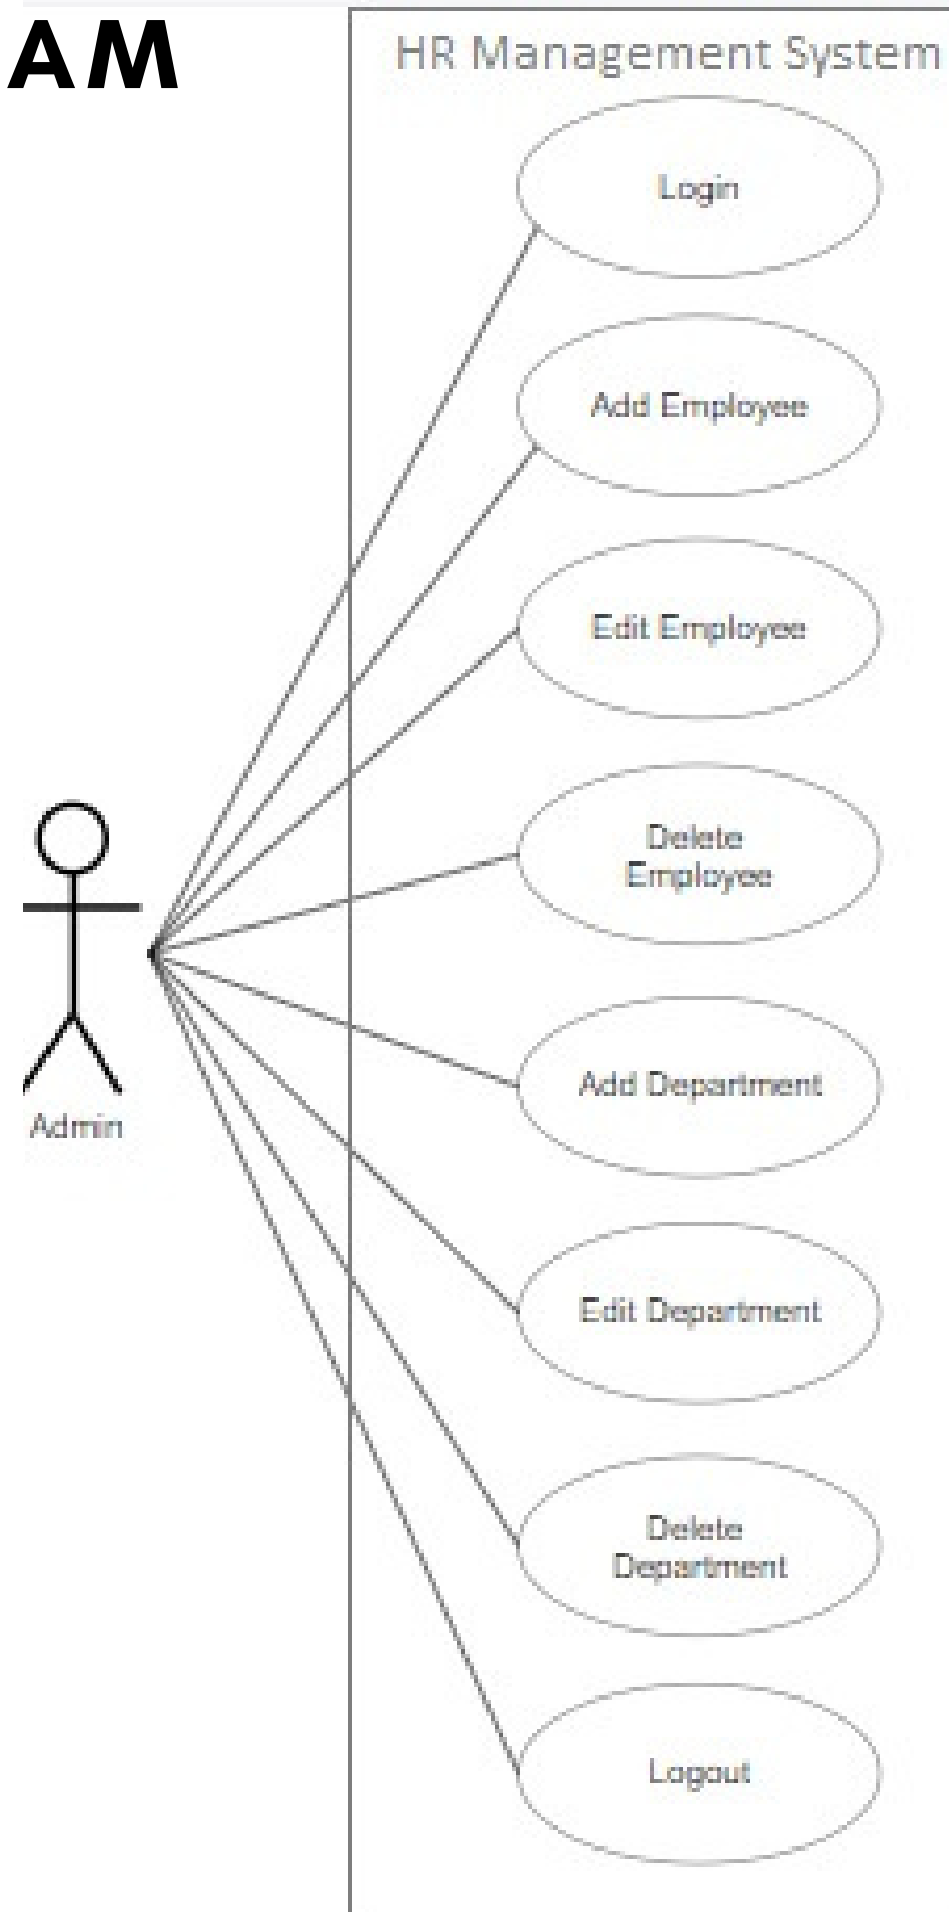 AM
HR Management System
Login
Add Employee
Edit Employee
Delete
Employee
Admin
Add Department
Edit Department
Delete
Department
Logout